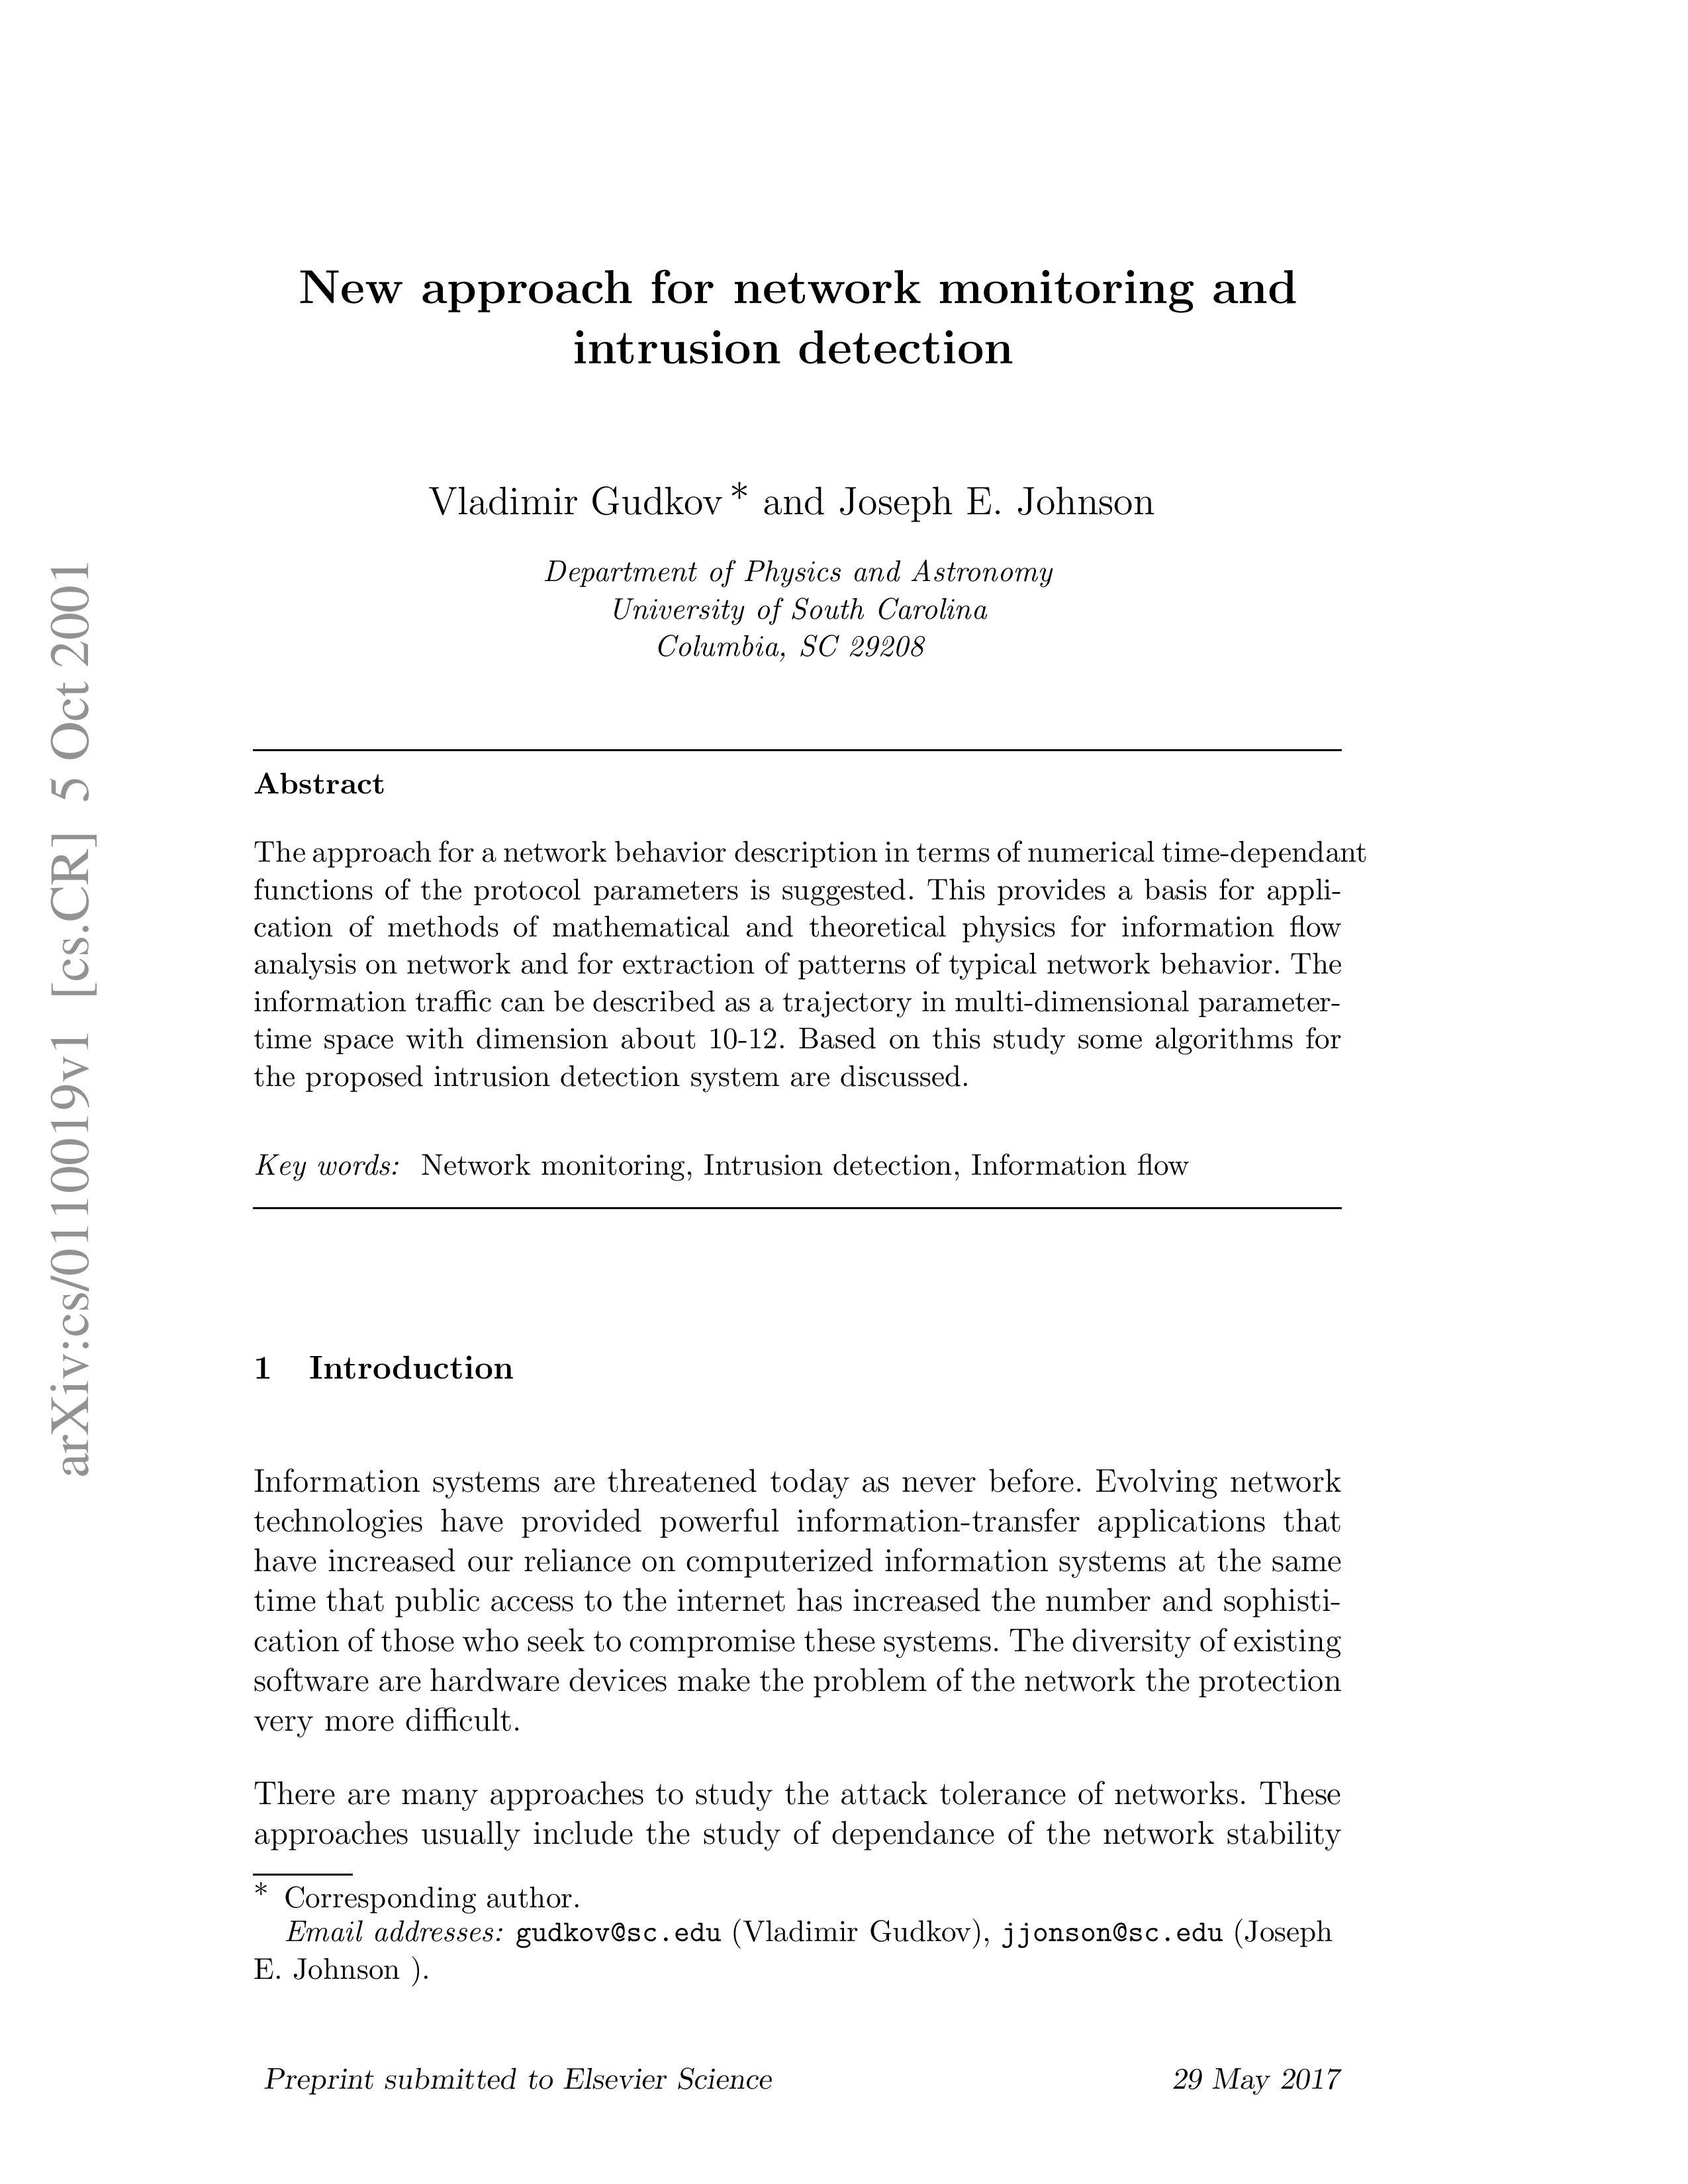 New approach for network monitoring and
intrusion detection
Vladimir Gudkov * and Joseph E. Johnson
Department of Physics and Astronomy
University of South Carolina
Columbia, SC 29208
Abstract
The approach for a network behavior description in terms of numerical time-dependant
functions of the protocol parameters is suggested. This provides a basis for appli-
cation of methods of mathematical and theoretical physics for information flow
analysis on network and for extraction of patterns of typical network behavior. The
information traffic can be described as a trajectory in multi-dimensional parameter-
time space with dimension about 10-12. Based on this study some algorithms for
the proposed intrusion detection system are discussed.
Key words: Network monitoring, Intrusion detection, Information flow
1 Introduction
Information systems are threatened today as never before. Evolving network
technologies have provided powerful information-transfer applications that
have increased our reliance on computerized information systems at the same
time that public access to the internet has increased the number and sophisti-
cation of those who seek to compromise these systems. The diversity of existing
software are hardware devices make the problem of the network the protection
very more difficult.
There are many approaches to study the attack tolerance of networks. These
approaches usually include the study of dependance of the network stability
* Corresponding author.
Email addresses: gudkov@sc.edu (Vladimir Gudkov), jjonson@sc.edu (Joseph
E. Johnson ).
Preprint submitted to Elsevier Science 29 May 2017
arXiv:cs/0110019v1 [cs.CR] 5 Oct 2001